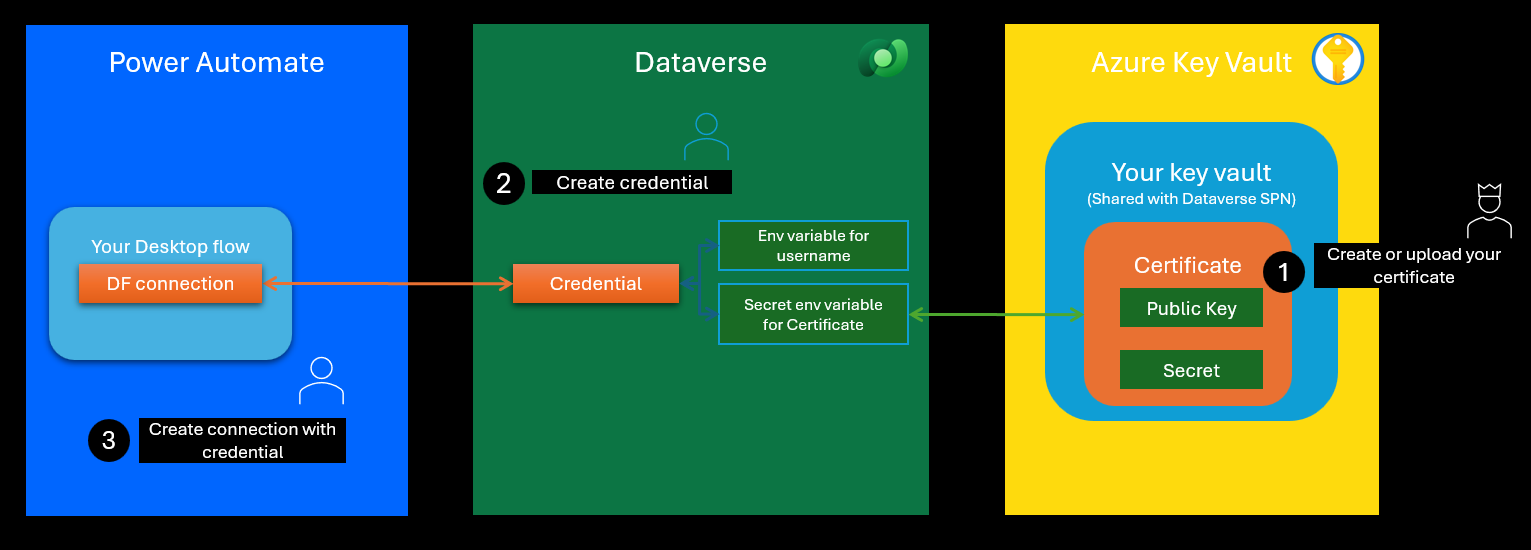 Power Automate
Your Desktop flow
DF connection
3
Create connection with
credential
Dataverse
2
Create credential
Credential
Env variable for
username
Secret env variable
for Certificate
Azure Key Vault
Your key vault
(Shared with Dataverse SPN)
Certificate
Public Key
Secret
1
Create or upload your
certificate